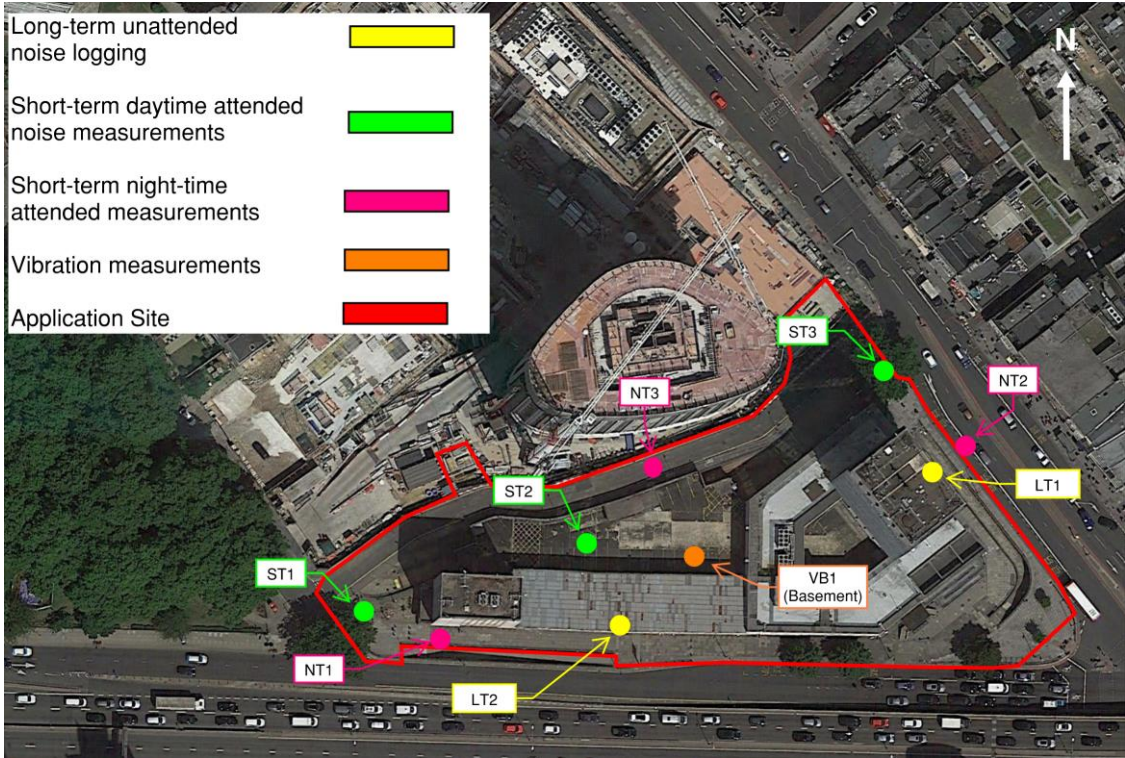 Long-term unattended
noise logging
Short-term daytime attended
noise measurements
Short-term night-time
attended measurements
Vibration measurements
Application Site
N
ST3
NT2
NT3
LT1
ST2
ST1
VB1
(Basement)
NT1
LT2